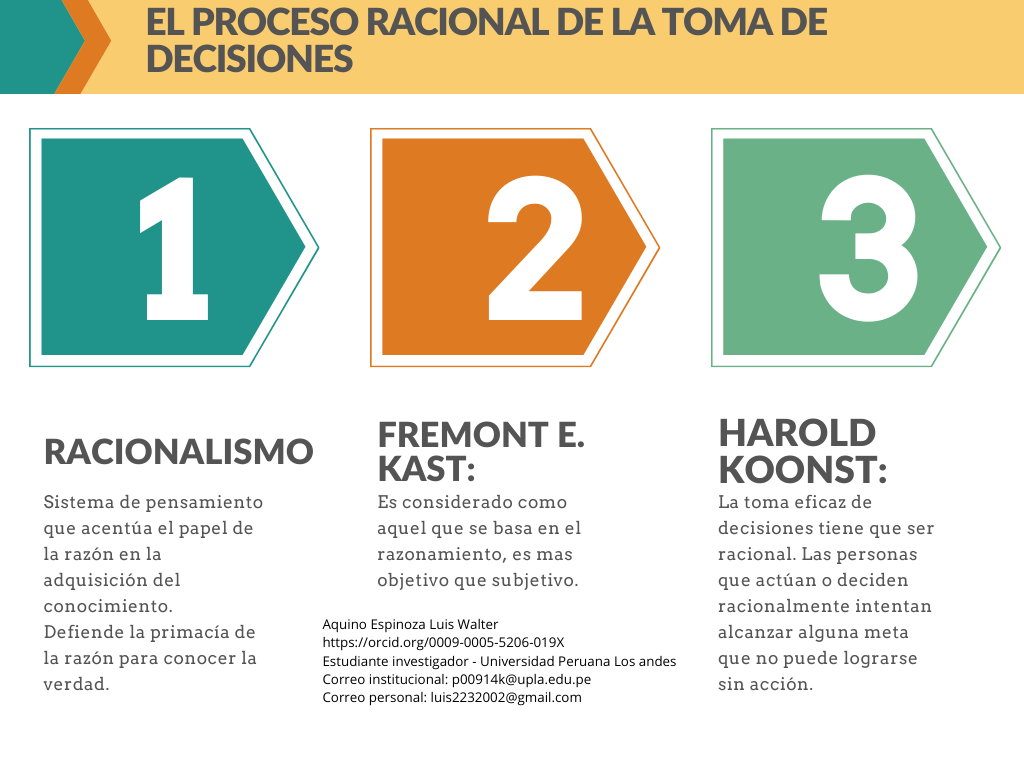 EL PROCESO RACIONAL DE LA TOMA DE
DECISIONES
1
2
3
RACIONALISMO
Sistema de pensamiento
que acentúa el papel de
la razón en la
adquisición del
conocimiento.
Defiende la primacía de
la razón para conocer la
verdad.
FREMONT E.
KAST:
Es considerado como
aquel que se basa en el
razonamiento, es mas
objetivo que subjetivo.
HAROLD
KOONST:
La toma eficaz de
decisiones tiene que ser
racional. Las personas
que actúan o deciden
racionalmente intentan
alcanzar alguna meta
que no puede lograrse
sin acción.
Aquino Espinoza Luis Walter
https://orcid.org/0009-0005-5206-019X
Estudiante investigador - Universidad Peruana Los andes
Correo institucional: p00914k@upla.edu.pe
Correo personal: luis2232002@gmail.com